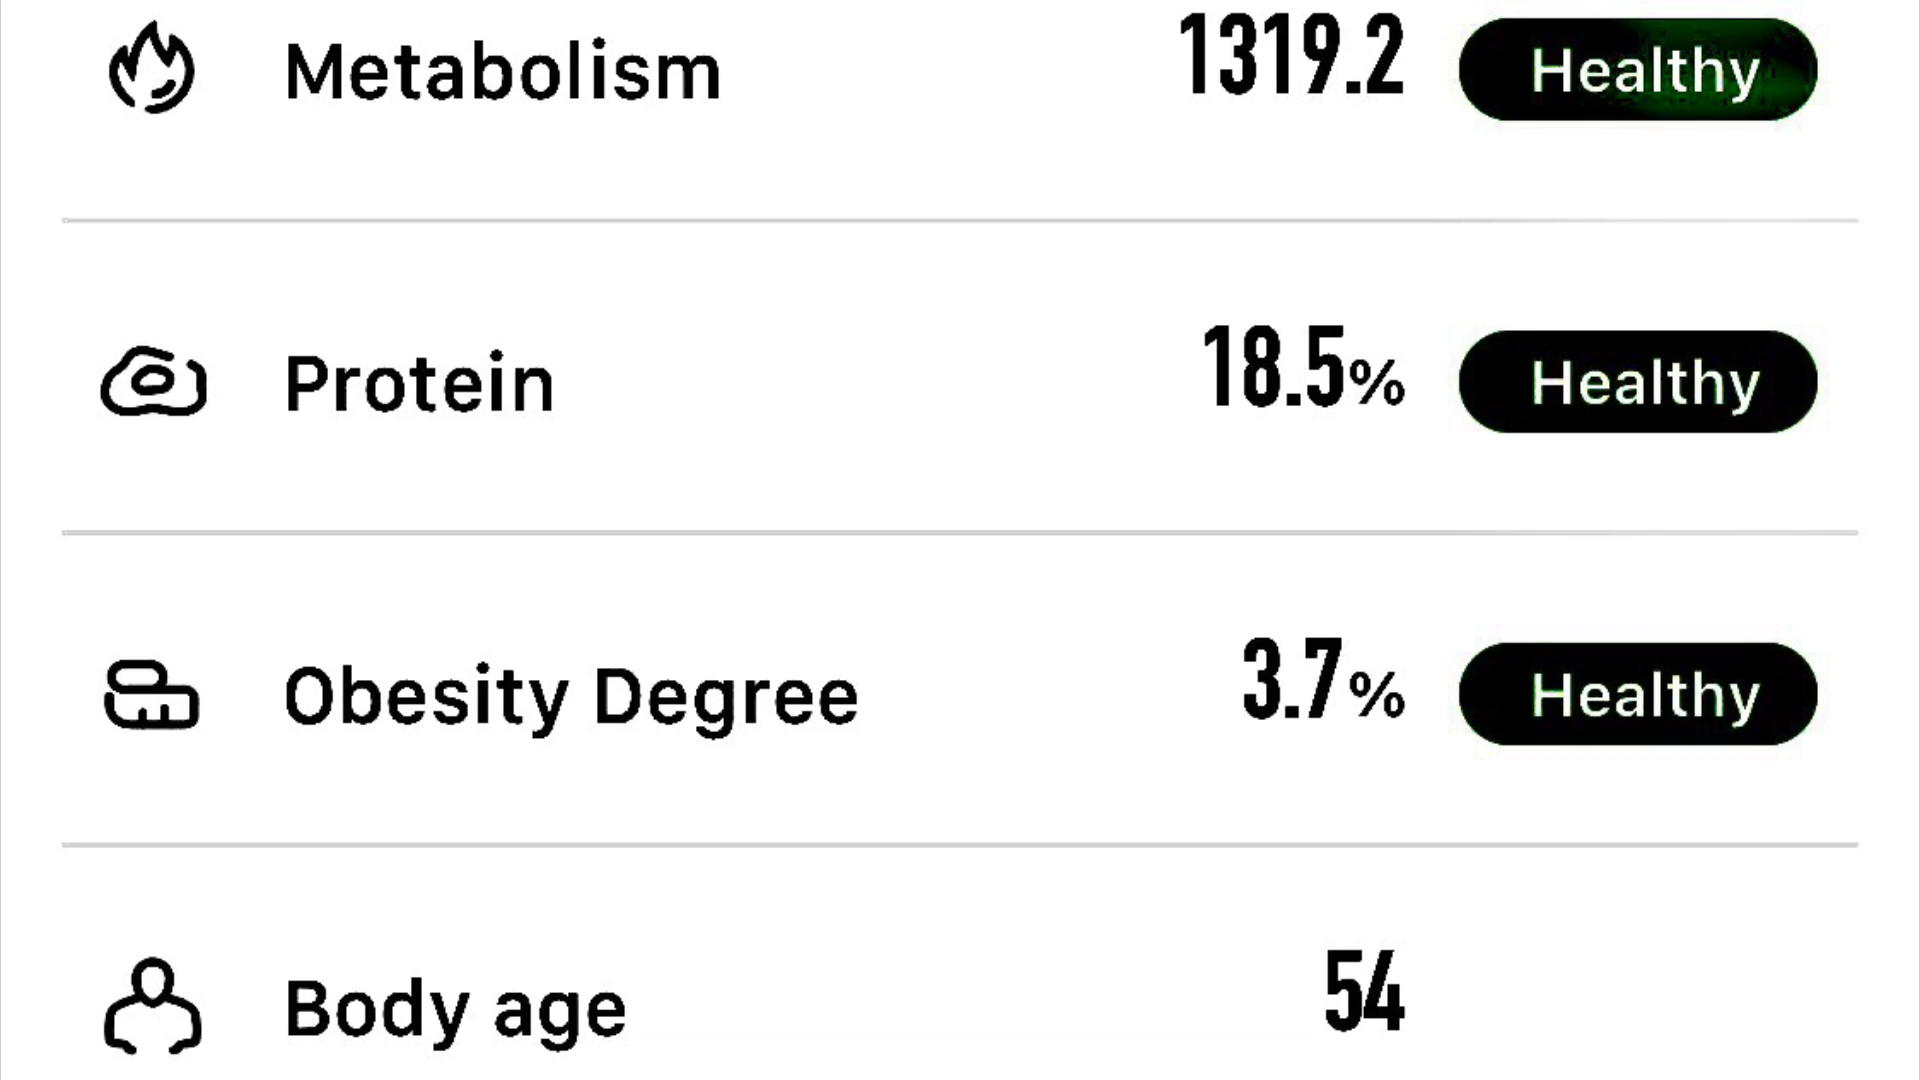 Metabolism 1319.2 Healthy
Protein 18.5% Healthy
Obesity Degree 3.7% Healthy
Body age 54